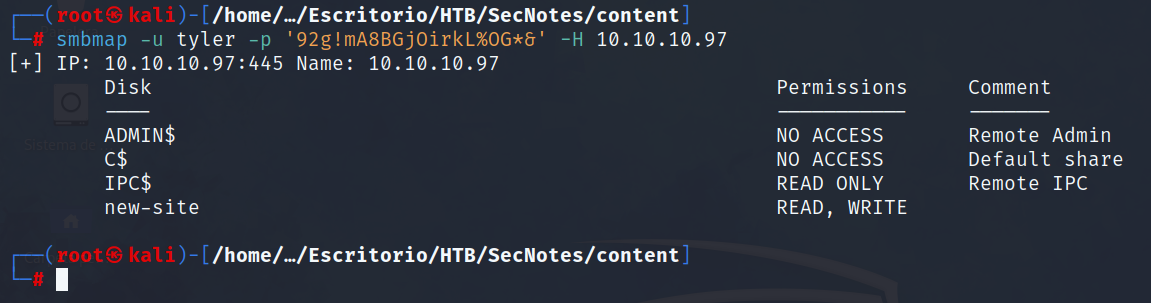 ┌──(root㉿kali)-[/home/…/Escritorio/HTB/SecNotes/content]
└─# smbmap -u tyler -p '92g!mA8BGjOirkL%OG*&' -H 10.10.10.97
[+] IP: 10.10.10.97:445 Name: 10.10.10.97
Disk Permissions Comment
---- ----------- -------
ADMIN$ NO ACCESS Remote Admin
C$ NO ACCESS Default share
IPC$ READ ONLY Remote IPC
new-site READ, WRITE
┌──(root㉿kali)-[/home/…/Escritorio/HTB/SecNotes/content]
└─#